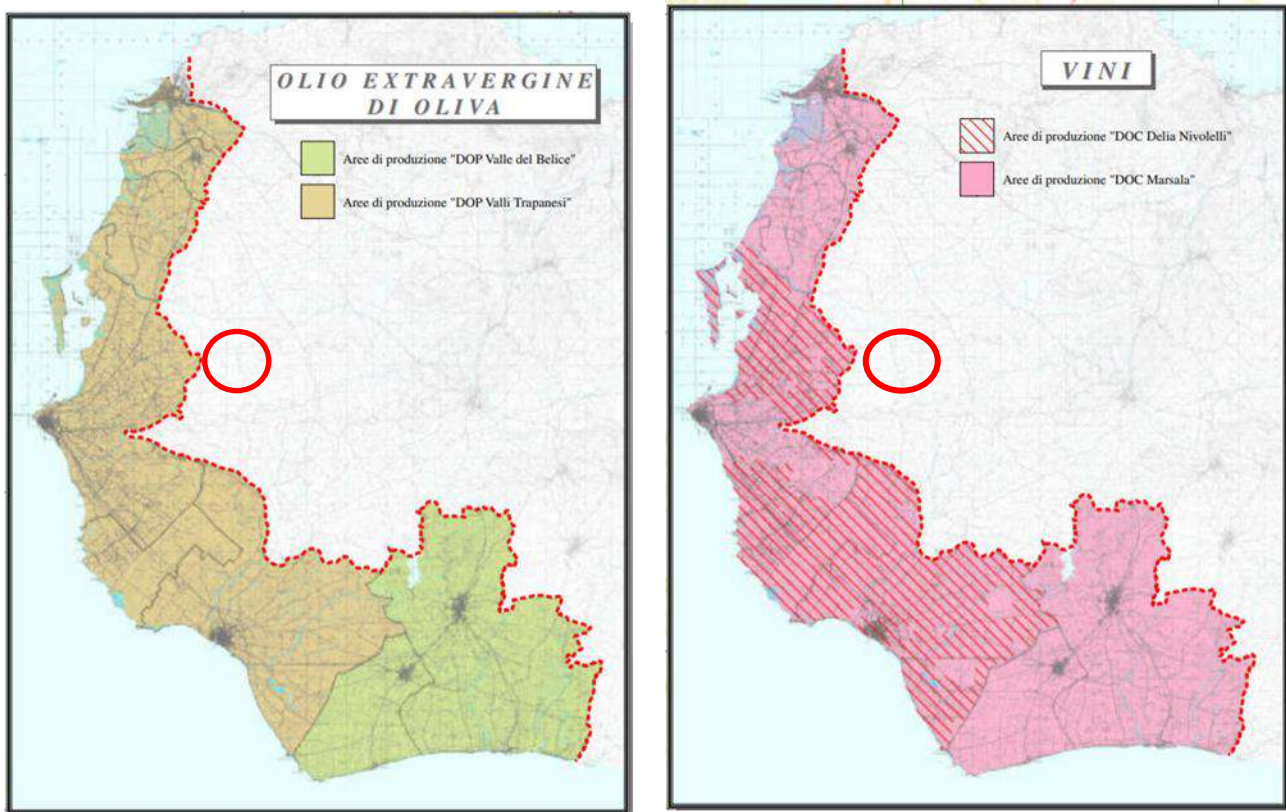 OLIO EXTRAVERGINE
DI OLIVA
Aree di produzione "DOP Valle del Belice"
Aree di produzione "DOP Valli Trapanesi"
VINI
Aree di produzione "DOC Delia Nivolelli"
Aree di produzione "DOC Marsala"